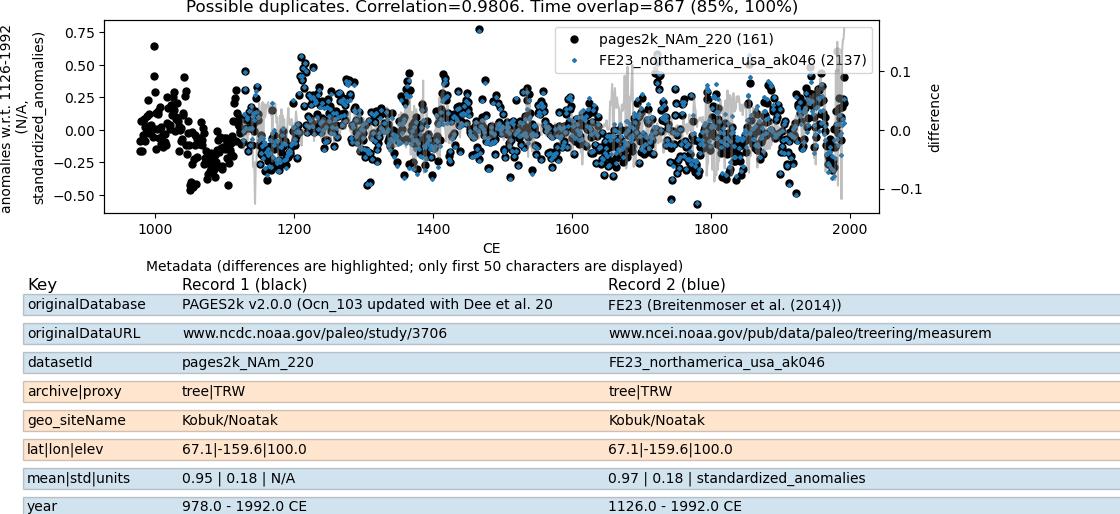 Possible duplicates. Correlation=0.9806. Time overlap=867 (85%, 100%)
anomalies w.r.t. 1126-1992
(N/A,
standardized_anomalies)
0.75
0.50
0.25
0.00
−0.25
−0.50
pages2k_NAm_220 (161)
FE23_northamerica_usa_ak046 (2137)
0.1
0.0
−0.1
difference
1000 1200 1400 1600 1800 2000
CE
Metadata (differences are highlighted; only first 50 characters are displayed)
Key Record 1 (black) Record 2 (blue)
originalDatabase PAGES2k v2.0.0 (Ocn_103 updated with Dee et al. 20 FE23 (Breitenmoser et al. (2014))
originalDataURL www.ncdc.noaa.gov/paleo/study/3706 www.ncei.noaa.gov/pub/data/paleo/treering/measurem
datasetId pages2k_NAm_220 FE23_northamerica_usa_ak046
archive|proxy tree|TRW tree|TRW
geo_siteName Kobuk/Noatak Kobuk/Noatak
lat|lon|elev 67.1|-159.6|100.0 67.1|-159.6|100.0
mean|std|units 0.95 | 0.18 | N/A 0.97 | 0.18 | standardized_anomalies
year 978.0 - 1992.0 CE 1126.0 - 1992.0 CE